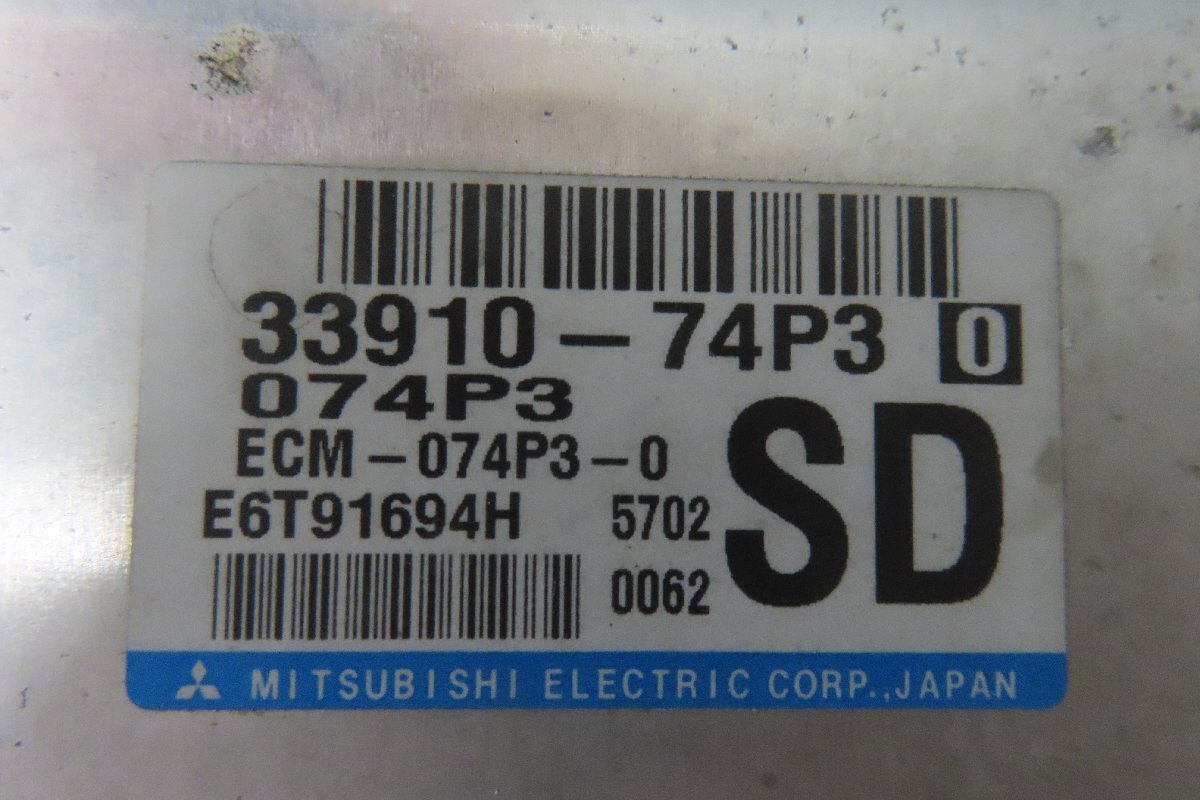 33910-74P3 0
074P3
ECM-074P3-0
SD
E6T91694H 5702
0062
MITSUBISHI ELECTRIC CORP.,JAPAN